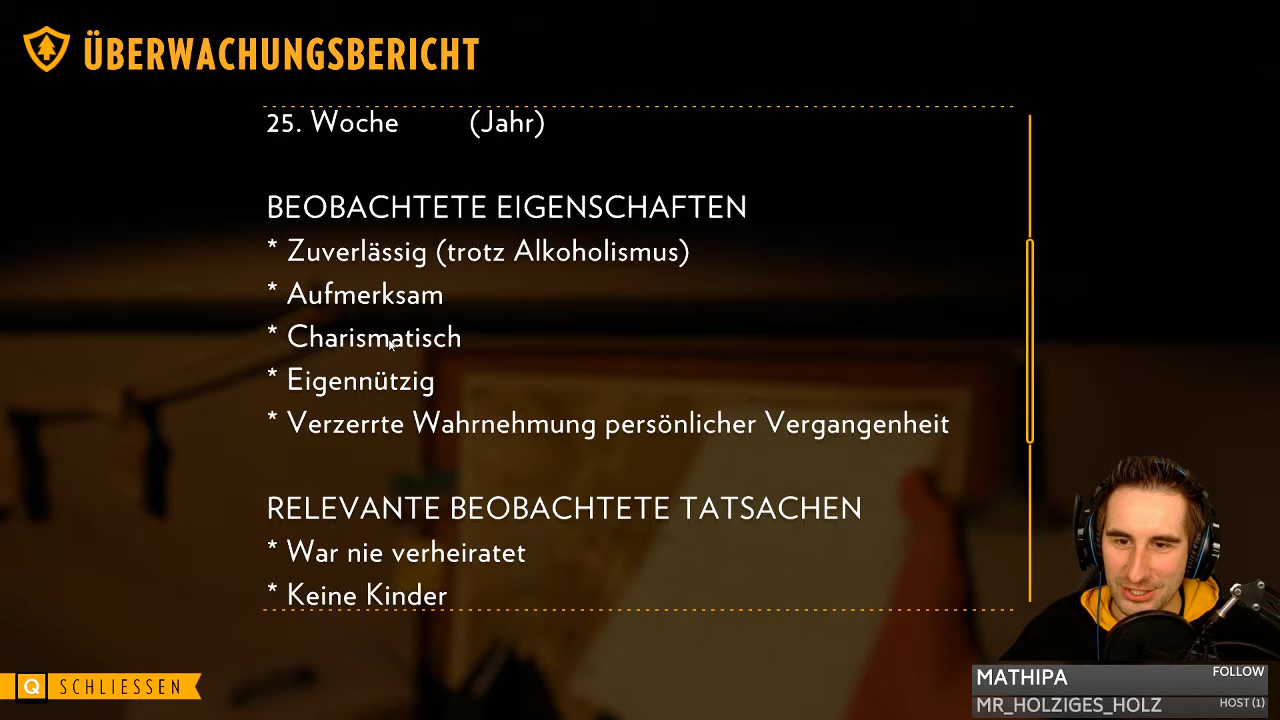 ÜBERWACHUNGSBERICHT
25. Woche (Jahr)
BEOBACHTETE EIGENSCHAFTEN
* Zuverlässig (trotz Alkoholismus)
* Aufmerksam
* Charismatisch
* Eigennützig
* Verzerrte Wahrnehmung persönlicher Vergangenheit
RELEVANTE BEOBACHTETE TATSACHEN
* War nie verheiratet
* Keine Kinder
Q SCHLIESSEN
MATHIPA FOLLOW
MR_HOLZIGES_HOLZ HOST (1)